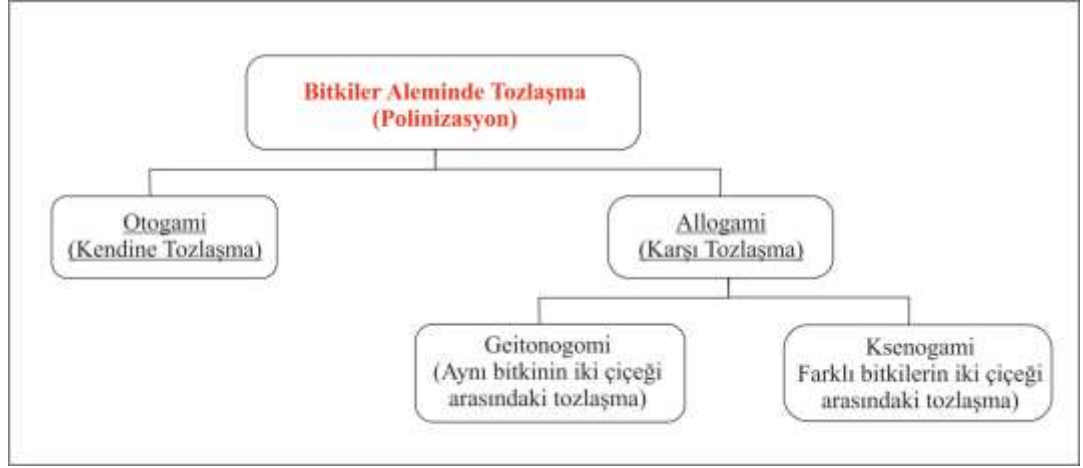 Bitkiler Aleminde Tozlaşma
(Polinizasyon)
Otogami
(Kendine Tozlaşma)
Allogami
(Karşı Tozlaşma)
Geitonogomi
(Aynı bitkinin iki çiçeği
arasındaki tozlaşma)
Ksenogami
Farklı bitkilerin iki çiçeği
arasındaki tozlaşma)